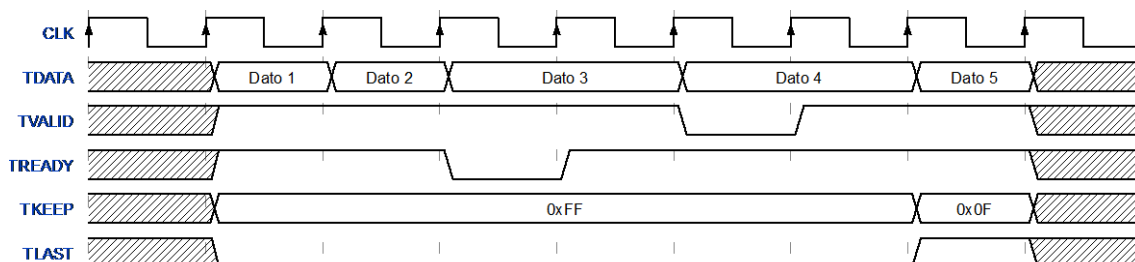 CLK
TDATA Dato 1 Dato 2 Dato 3 Dato 4 Dato 5
TVALID
TREADY
TKEEP 0xFF 0x0F
TLAST